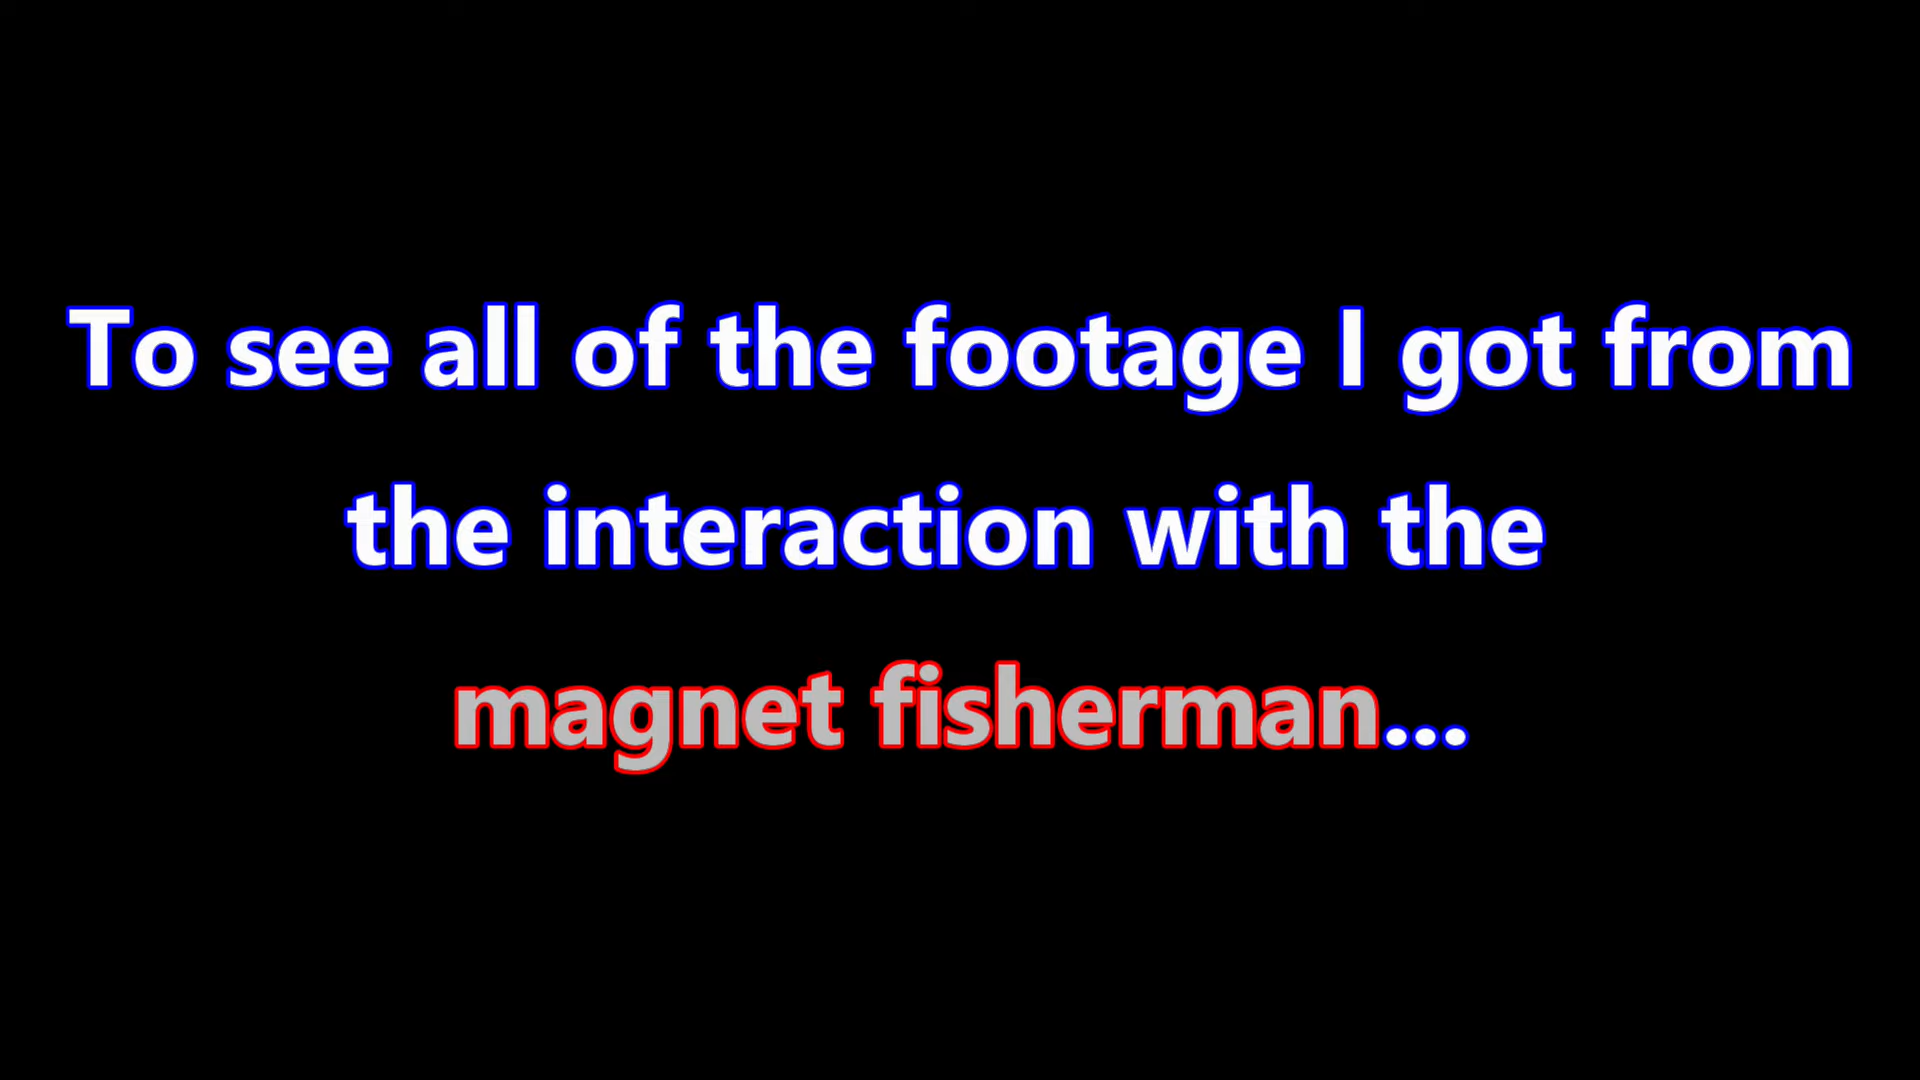 To see all of the footage I got from
the interaction with the
magnet fisherman...